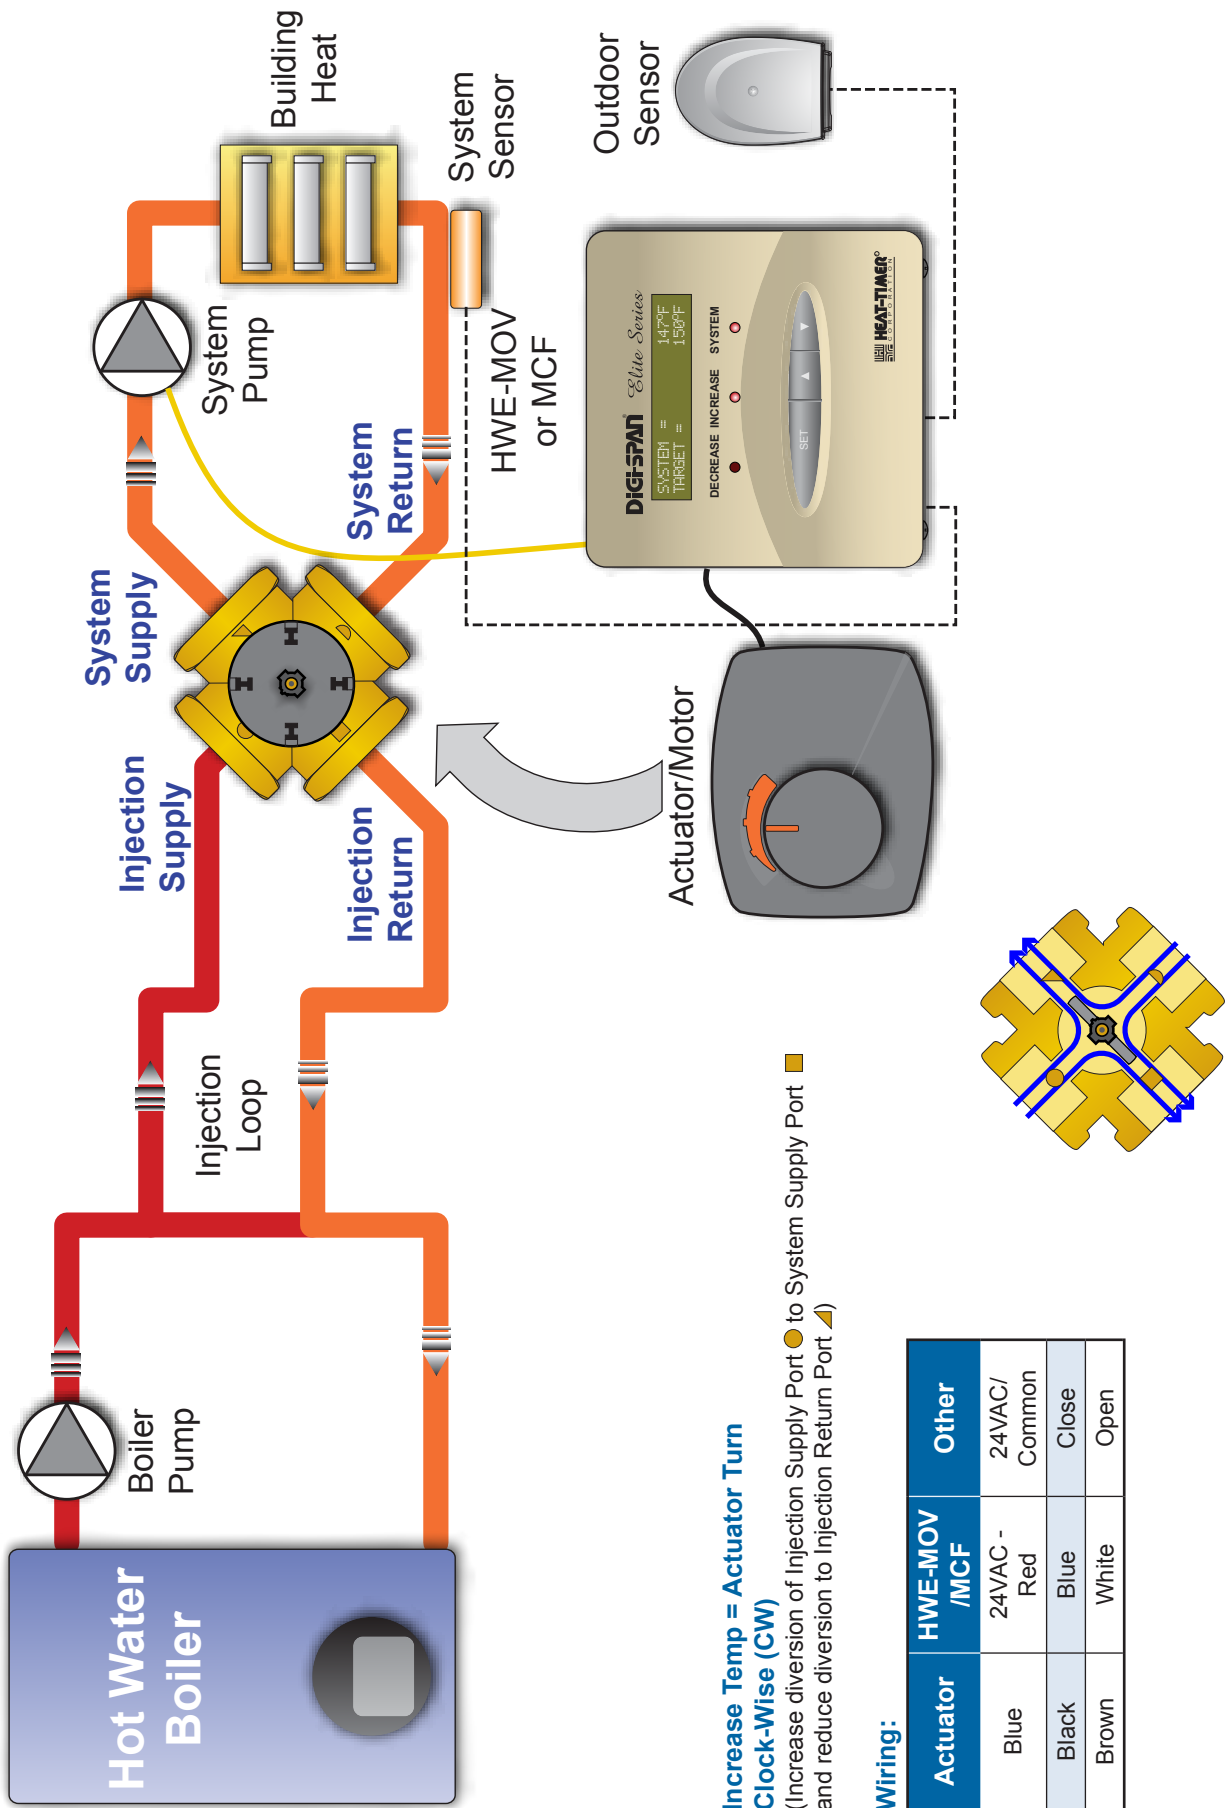 Hot Water
Boiler
Boiler
Pump
Injection
Loop
Injection
Supply
Injection
Return
System
Supply
System
Return
System
Pump
Building
Heat
System
Sensor
HWE-MOV
or MCF
Outdoor
Sensor
Actuator/Motor
DIGI-SPAN® Elite Series
SYSTEM = 147°F
TARGET = 150°F
DECREASE INCREASE SYSTEM
SET ▲ ▼
HEAT-TIMER®
CORPORATION
Increase Temp = Actuator Turn
Clock-Wise (CW)
(Increase diversion of Injection Supply Port ● to System Supply Port ■
and reduce diversion to Injection Return Port ◢)
Wiring:
Actuator HWE-MOV /MCF Other
Blue 24VAC - Red 24VAC/ Common
Black Blue Close
Brown White Open